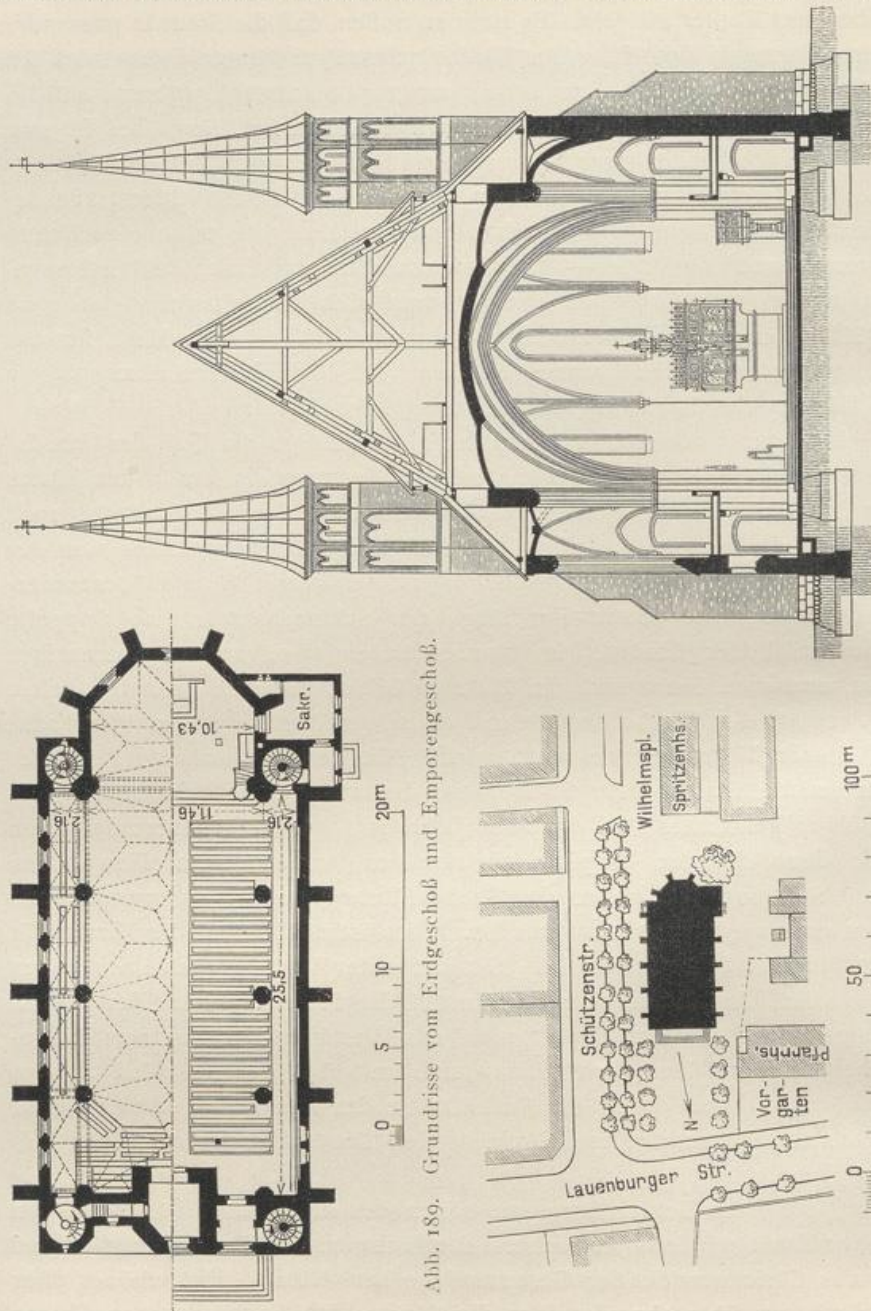 10,43
Sakr.
2,16
11,46
2,16
25,5
0 5 10 20m
Abb. 189. Grundrisse vom Erdgeschoß und Emporengeschoß.
Schützenstr.
Wilhelmspl.
Spritzenhs.
N
Lauenburger Str.
Vor-
gar-
ten
Pfarrhs.
0 50 100m